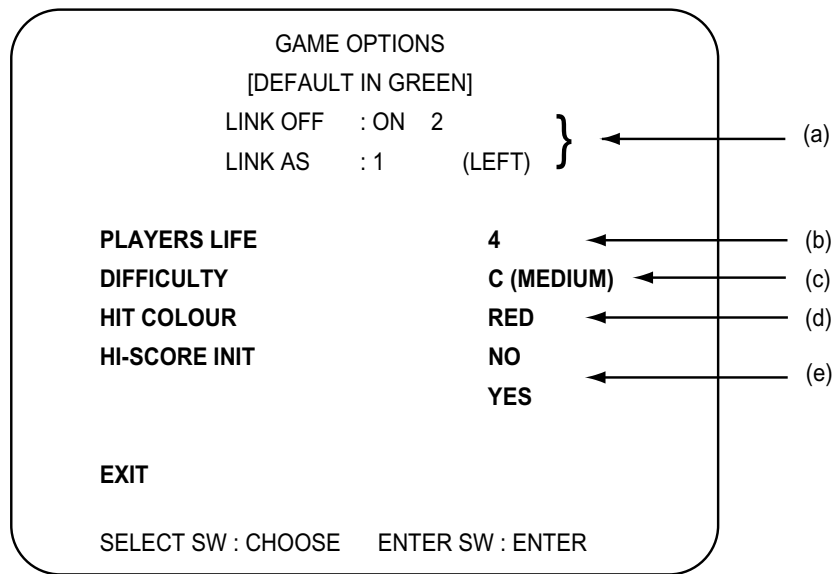 GAME OPTIONS
[DEFAULT IN GREEN]
LINK OFF : ON 2
LINK AS : 1 (LEFT) } (a)
PLAYERS LIFE 4 (b)
DIFFICULTY C (MEDIUM) (c)
HIT COLOUR RED (d)
HI-SCORE INIT NO
YES (e)
EXIT
SELECT SW : CHOOSE ENTER SW : ENTER